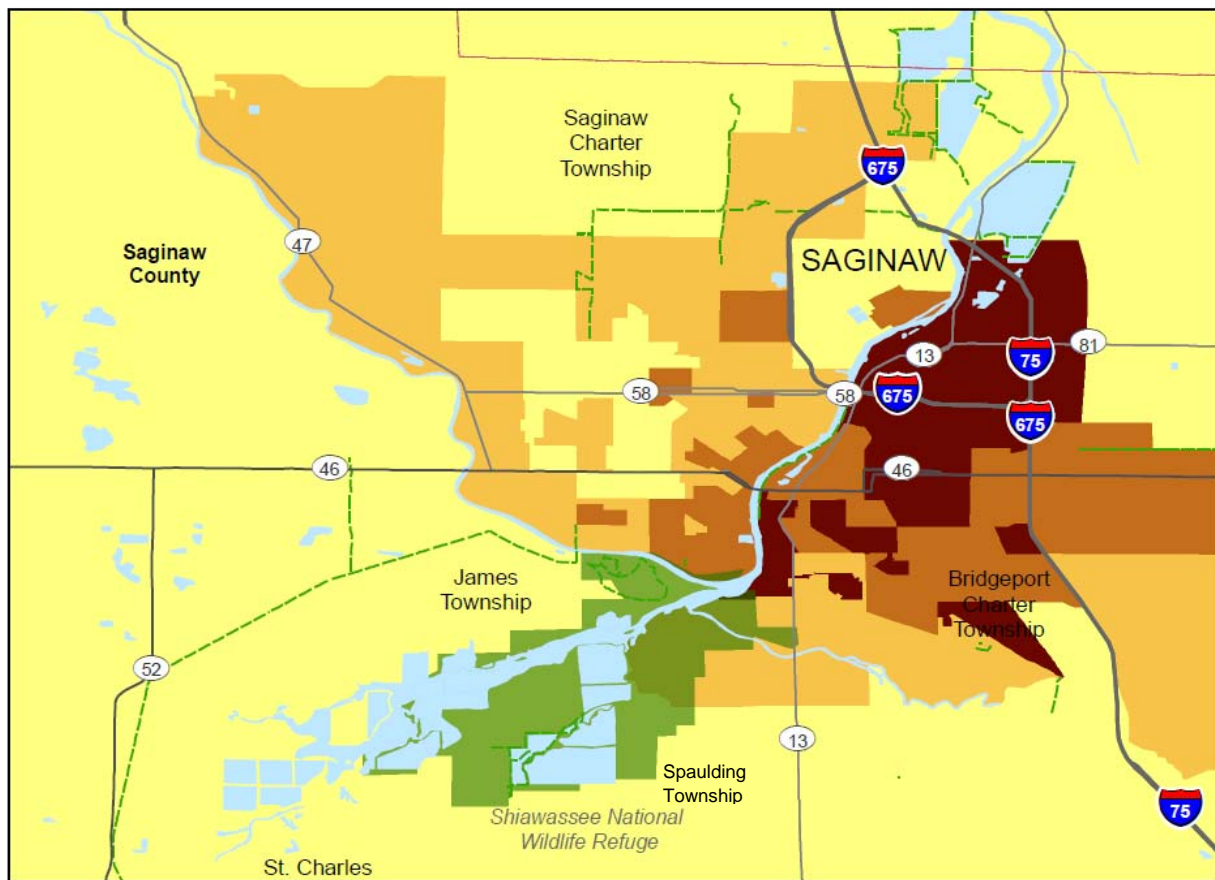 Saginaw
Charter
Township
675
Saginaw
County
47
SAGINAW
13
81
75
58
58
675
675
46
46
James
Township
Bridgeport
Charter
Township
52
13
Spaulding
Township
Shiawassee National
Wildlife Refuge
75
St. Charles